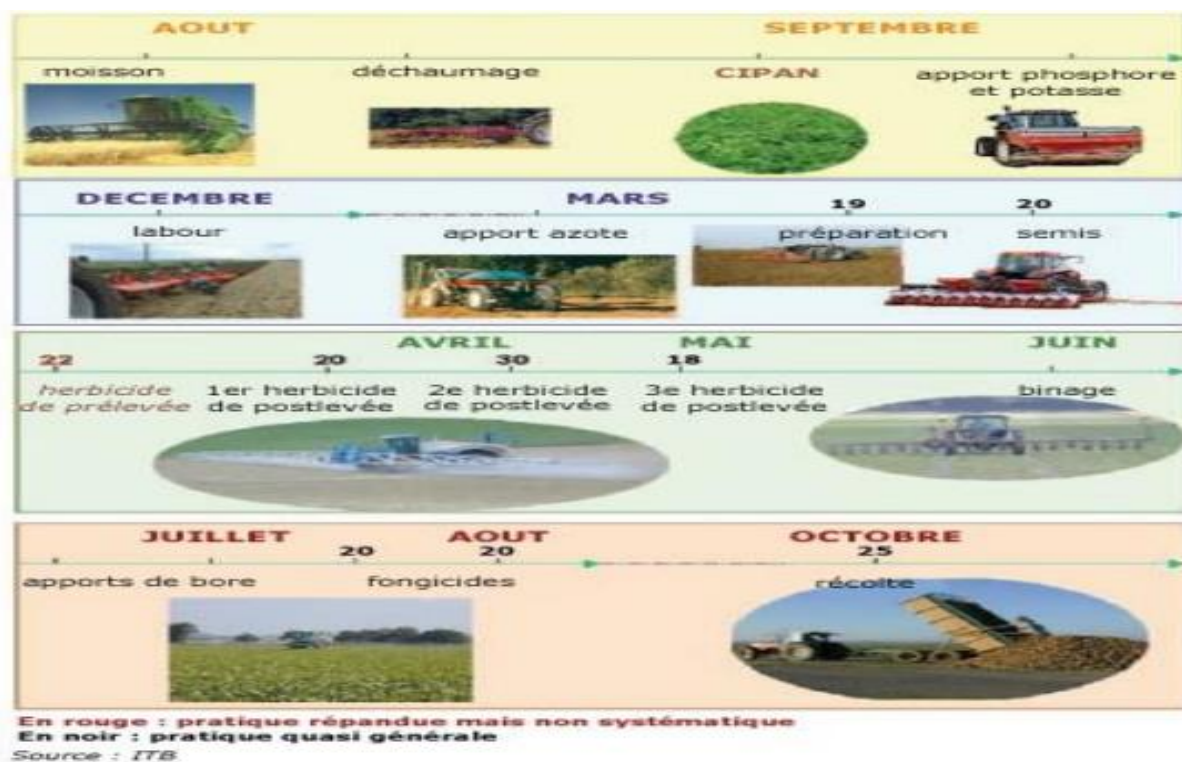 AOUT SEPTEMBRE
moisson déchaumage CIPAN apport phosphore
et potasse
DECEMBRE MARS 19 20
labour apport azote préparation semis
AVRIL MAI JUIN
22 20 30 18
herbicide 1er herbicide 2e herbicide 3e herbicide binage
de prélevée de postlevée de postlevée de postlevée
JUILLET AOUT OCTOBRE
20 20 25
apports de bore fongicides récolte
En rouge : pratique répandue mais non systématique
En noir : pratique quasi générale
Source : ITB